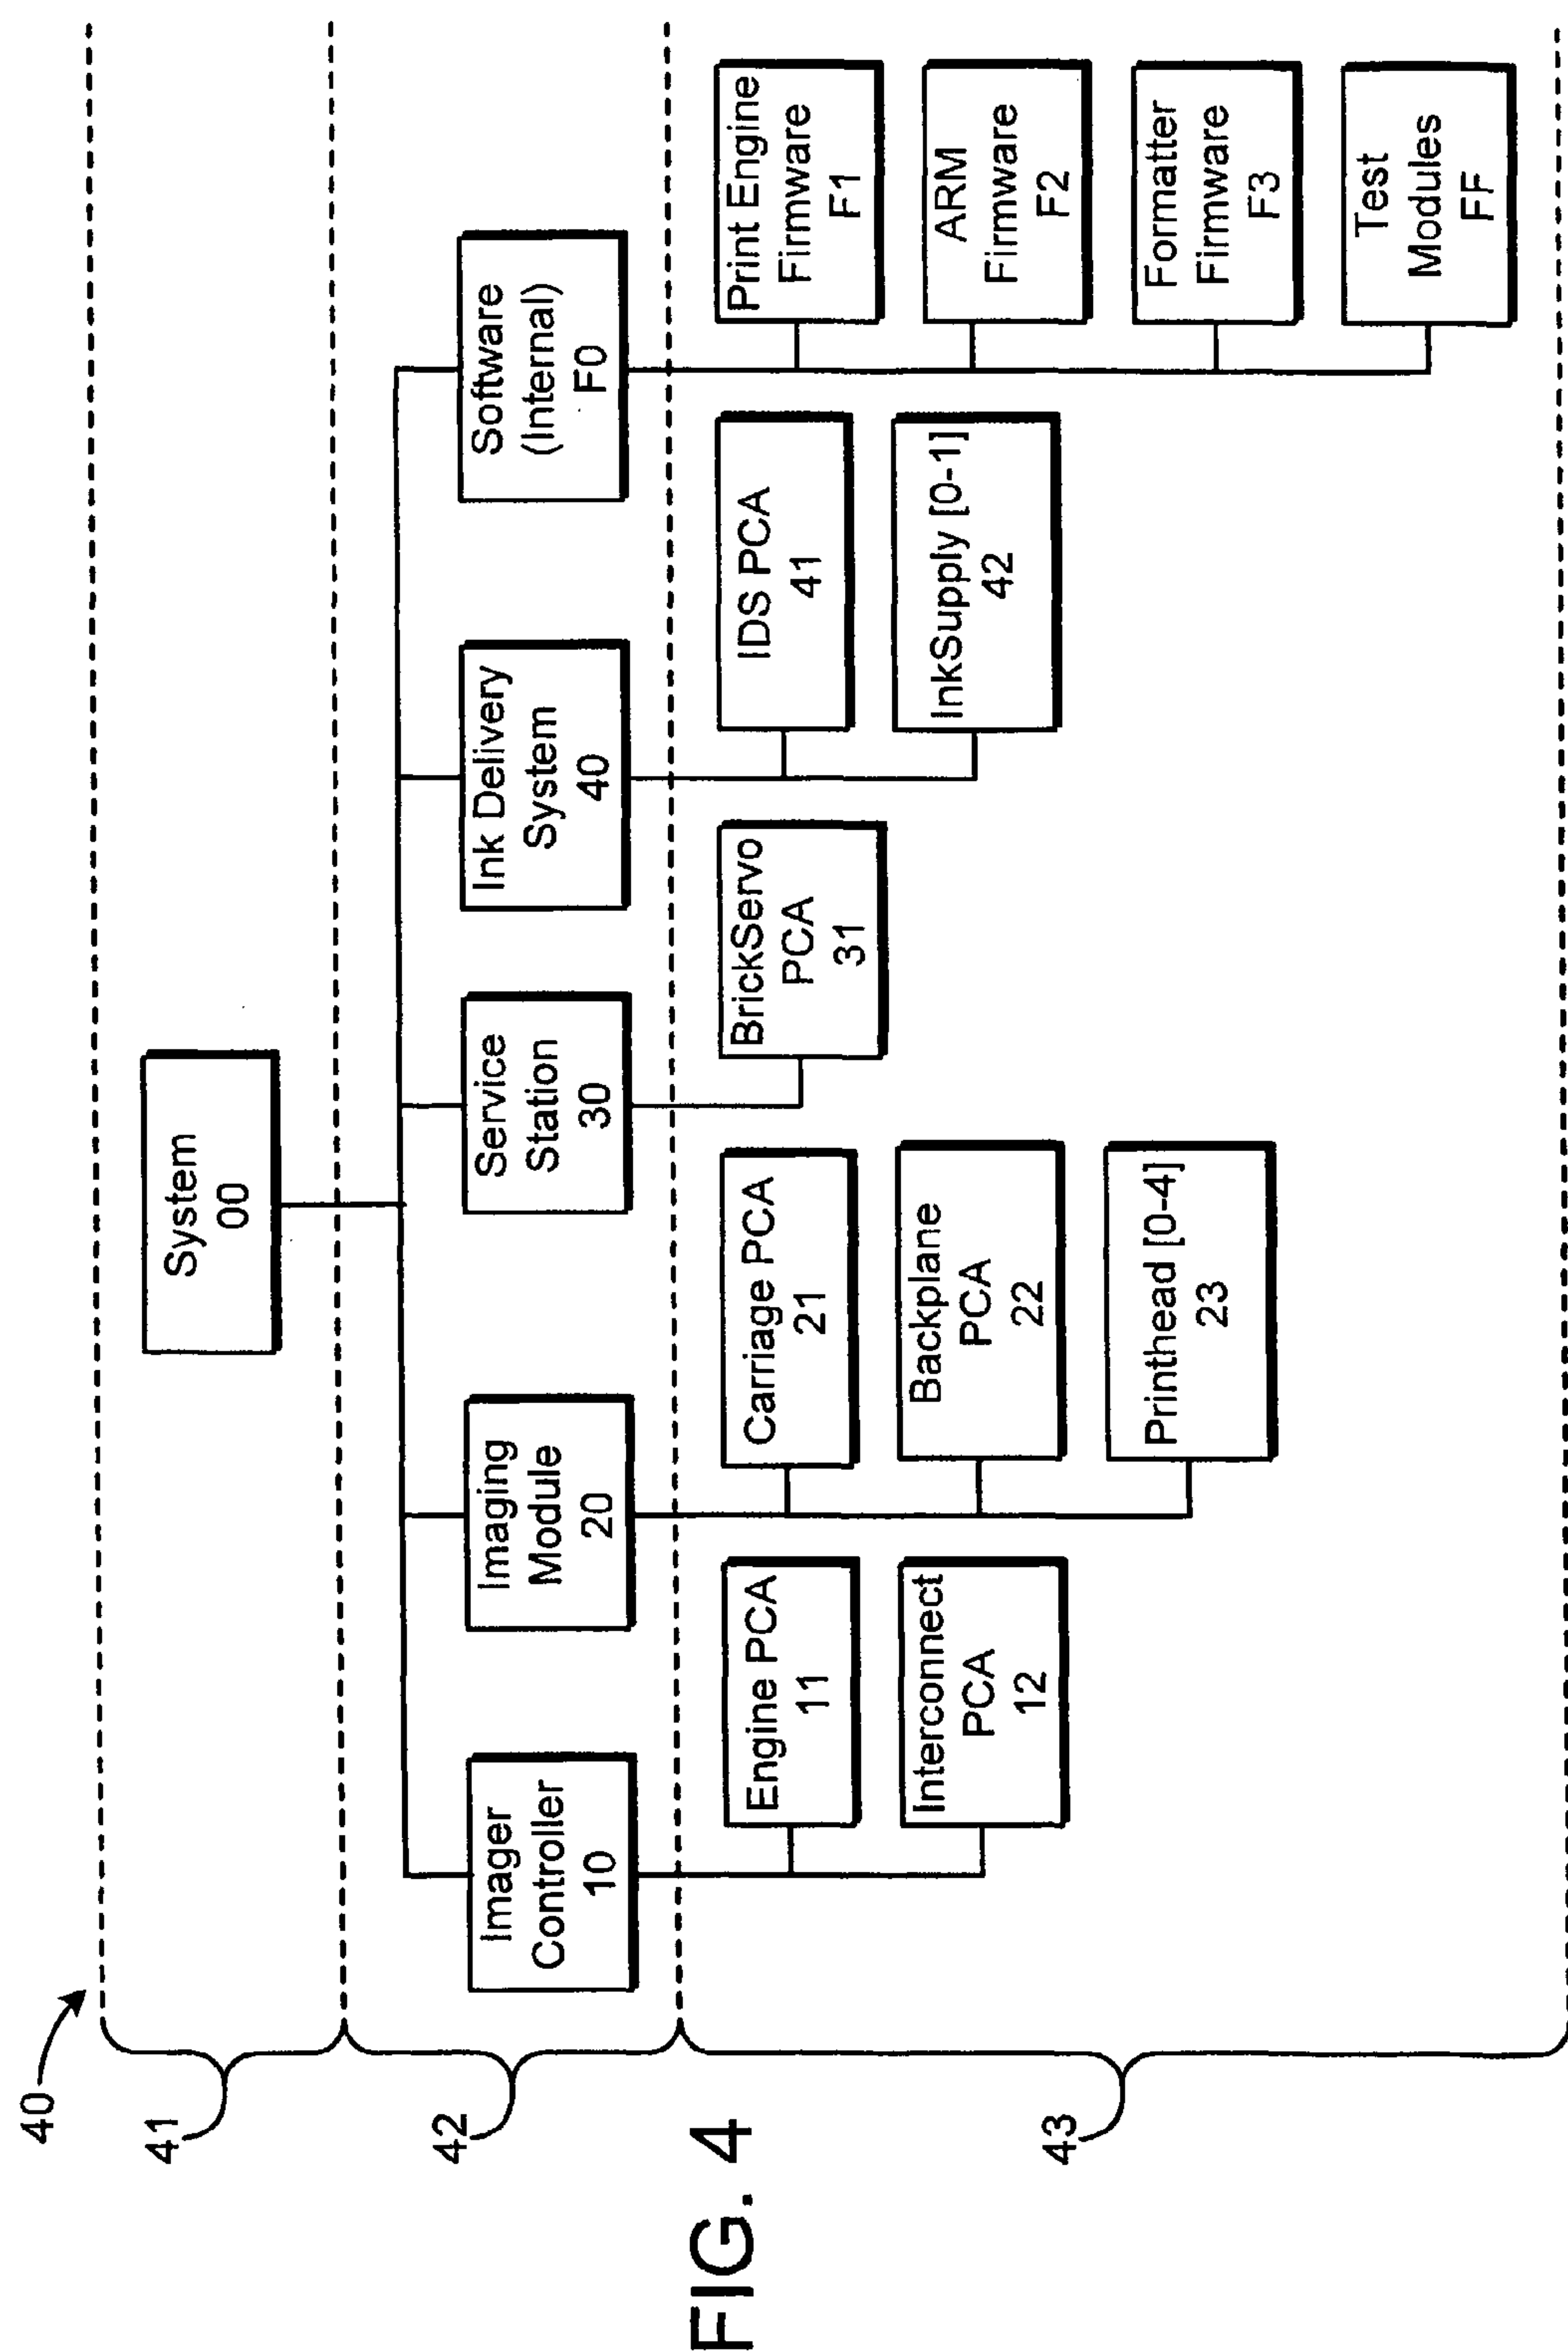 40
41
42
43
System
00
Imager
Controller
10
Imaging
Module
20
Service
Station
30
Ink Delivery
System
40
Software
(Internal)
F0
Engine PCA
11
Interconnect
PCA
12
Carriage PCA
21
Backplane
PCA
22
Printhead [0-4]
23
BrickServo
PCA
31
IDS PCA
41
InkSupply [0-1]
42
Print Engine
Firmware
F1
ARM
Firmware
F2
Formatter
Firmware
F3
Test
Modules
FF
FIG. 4